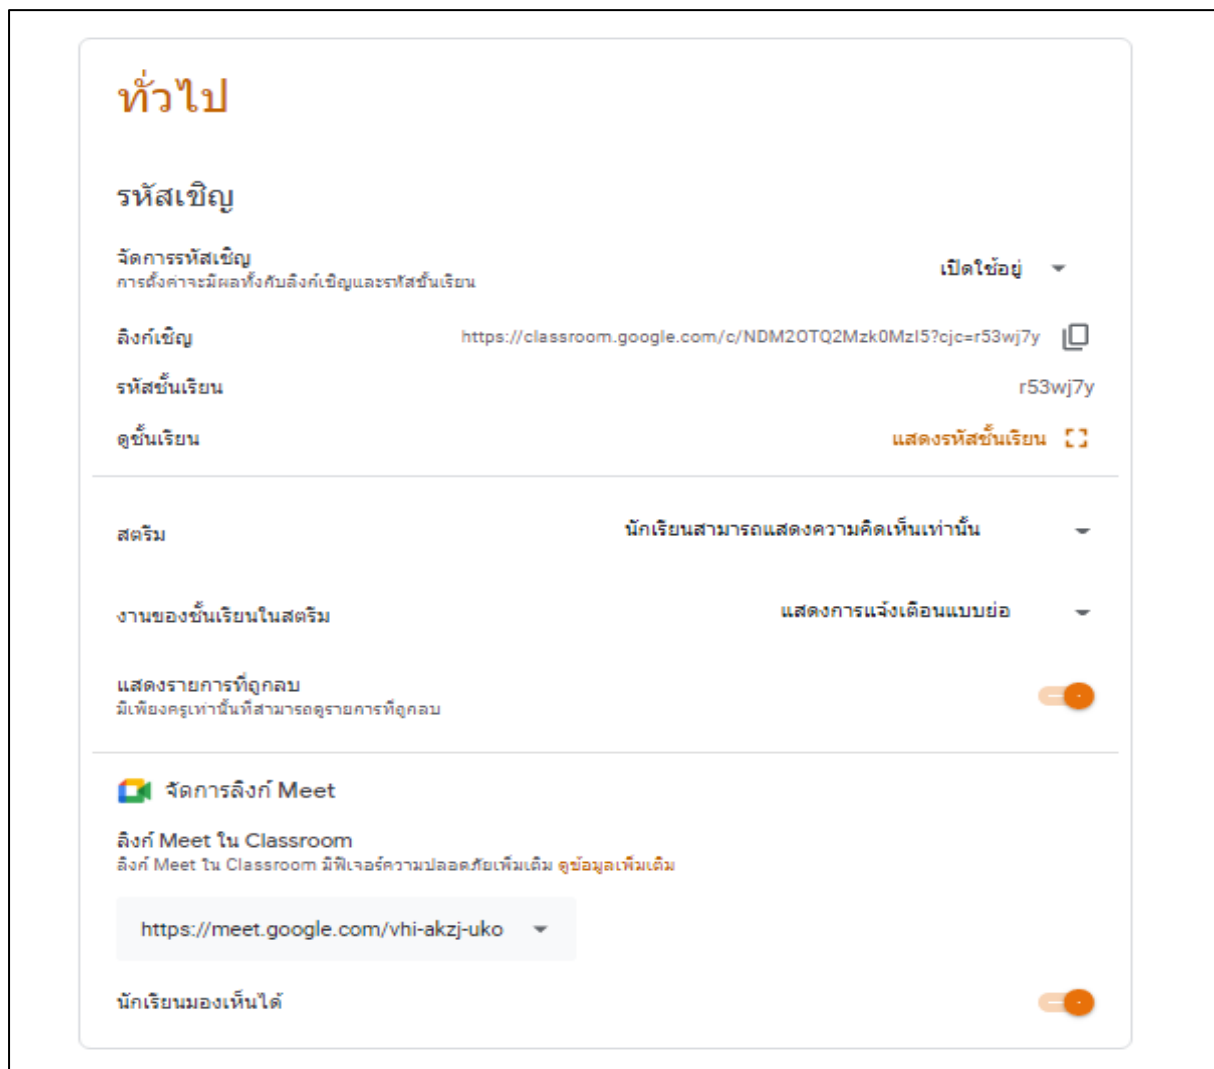 ทั่วไป
รหัสเชิญ
จัดการรหัสเชิญ
การตั้งค่าจะมีผลทั้งกับลิงก์เชิญและรหัสชั้นเรียน
เปิดใช้อยู่
ลิงก์เชิญ https://classroom.google.com/c/NDM2OTQ2Mzk0MzI5?cjc=r53wj7y
รหัสชั้นเรียน r53wj7y
ดูชั้นเรียน แสดงรหัสชั้นเรียน
สตรีม นักเรียนสามารถแสดงความคิดเห็นเท่านั้น
งานของชั้นเรียนในสตรีม แสดงการแจ้งเตือนแบบย่อ
แสดงรายการที่ถูกลบ
มีเพียงครูเท่านั้นที่สามารถดูรายการที่ถูกลบ
จัดการลิงก์ Meet
ลิงก์ Meet ใน Classroom
ลิงก์ Meet ใน Classroom มีฟีเจอร์ความปลอดภัยเพิ่มเติม ดูข้อมูลเพิ่มเติม
https://meet.google.com/vhi-akzj-uko
นักเรียนมองเห็นได้